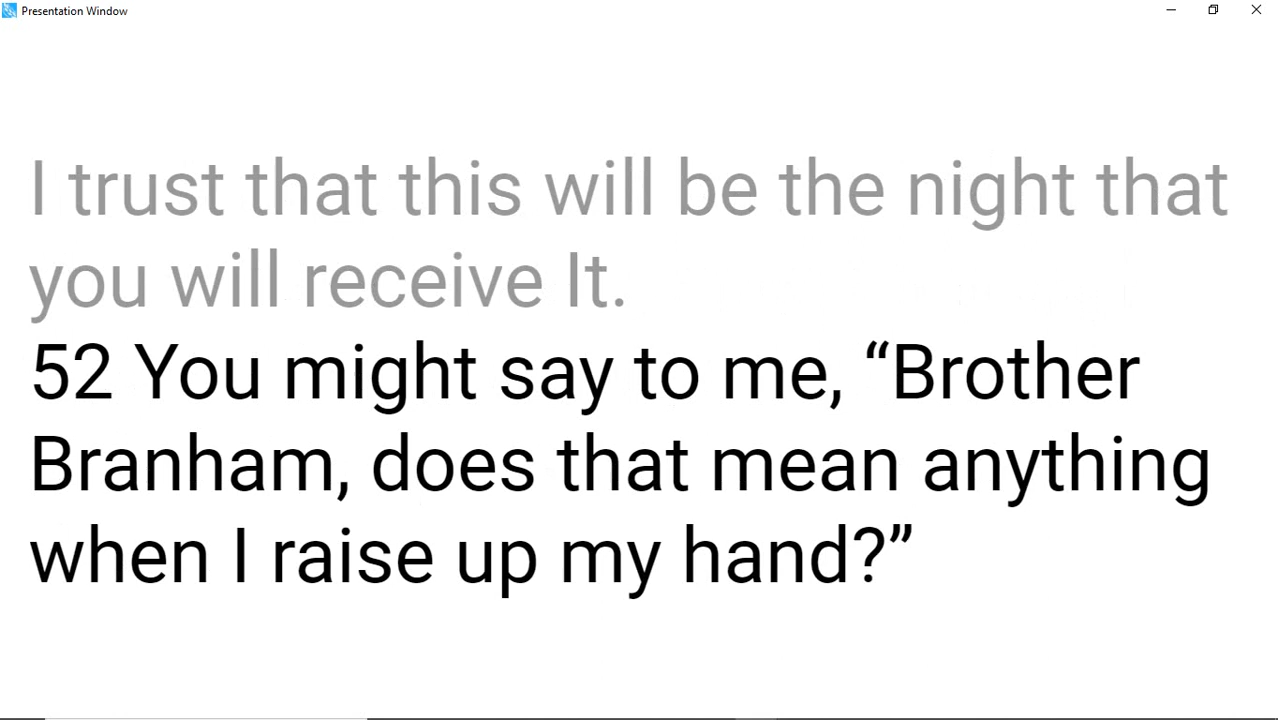 Presentation Window
I trust that this will be the night that
you will receive It.
52 You might say to me, “Brother
Branham, does that mean anything
when I raise up my hand?”